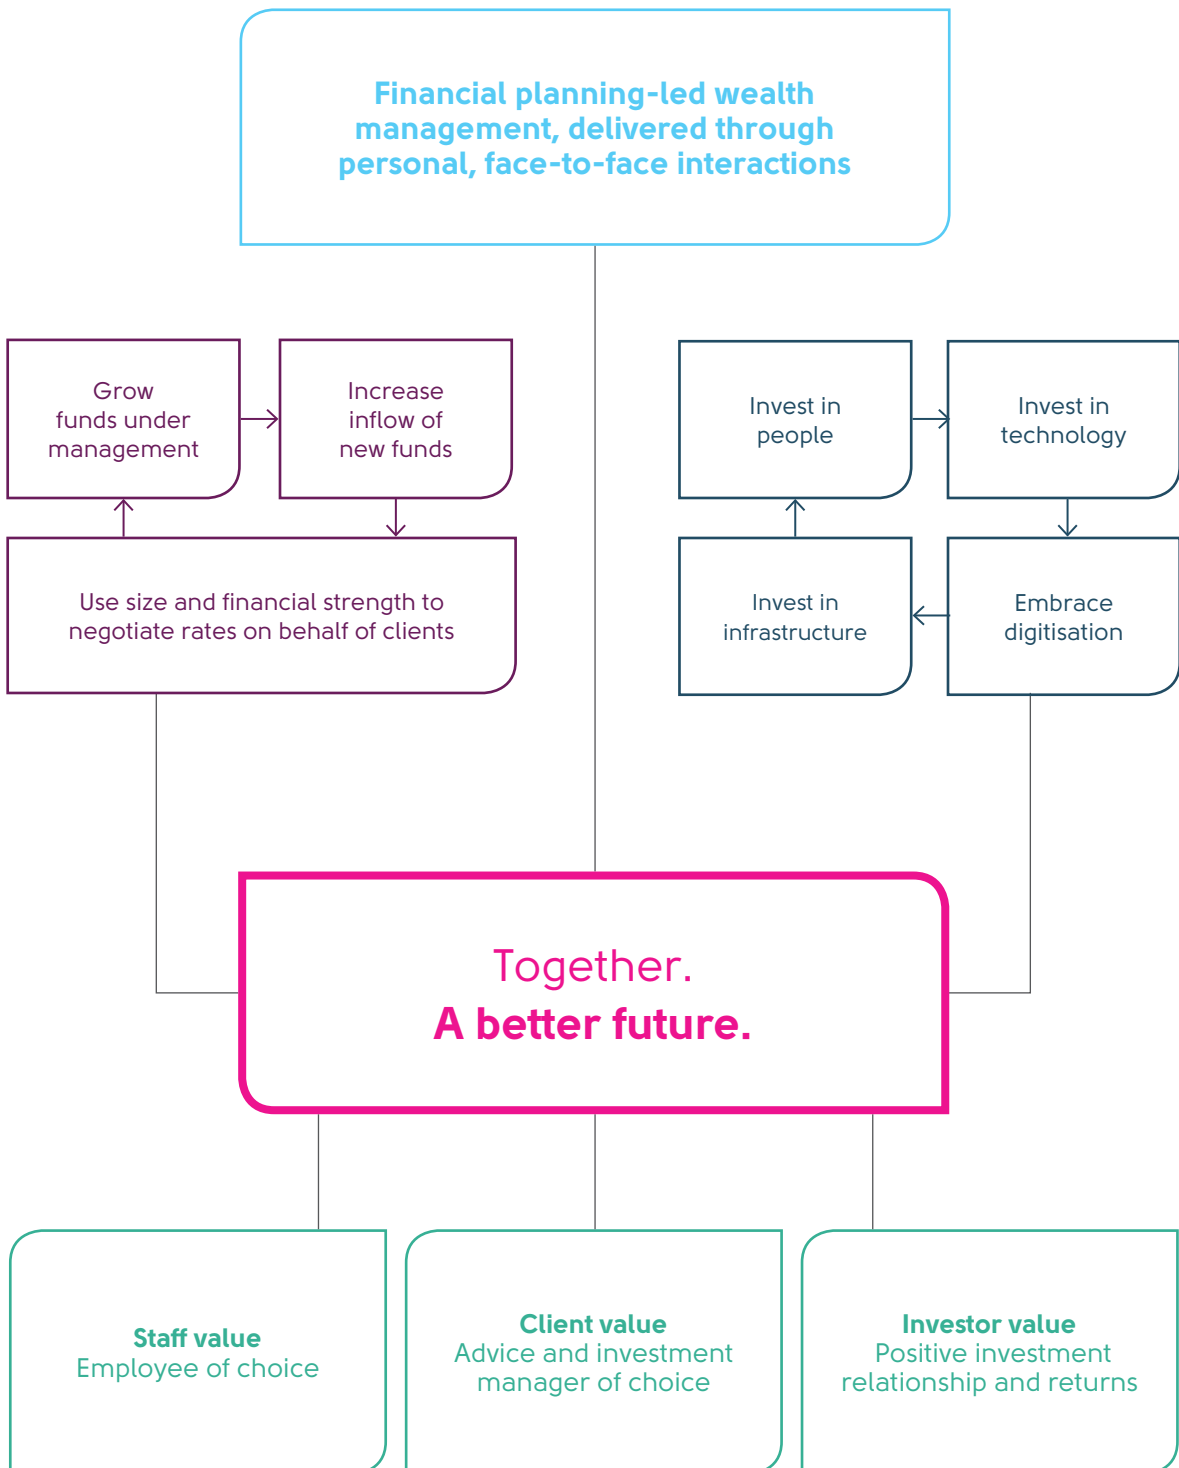 Financial planning-led wealth
management, delivered through
personal, face-to-face interactions
Grow
funds under
management
Increase
inflow of
new funds
Use size and financial strength to
negotiate rates on behalf of clients
Invest in
people
Invest in
technology
Invest in
infrastructure
Embrace
digitisation
Together.
A better future.
Staff value
Employee of choice
Client value
Advice and investment
manager of choice
Investor value
Positive investment
relationship and returns